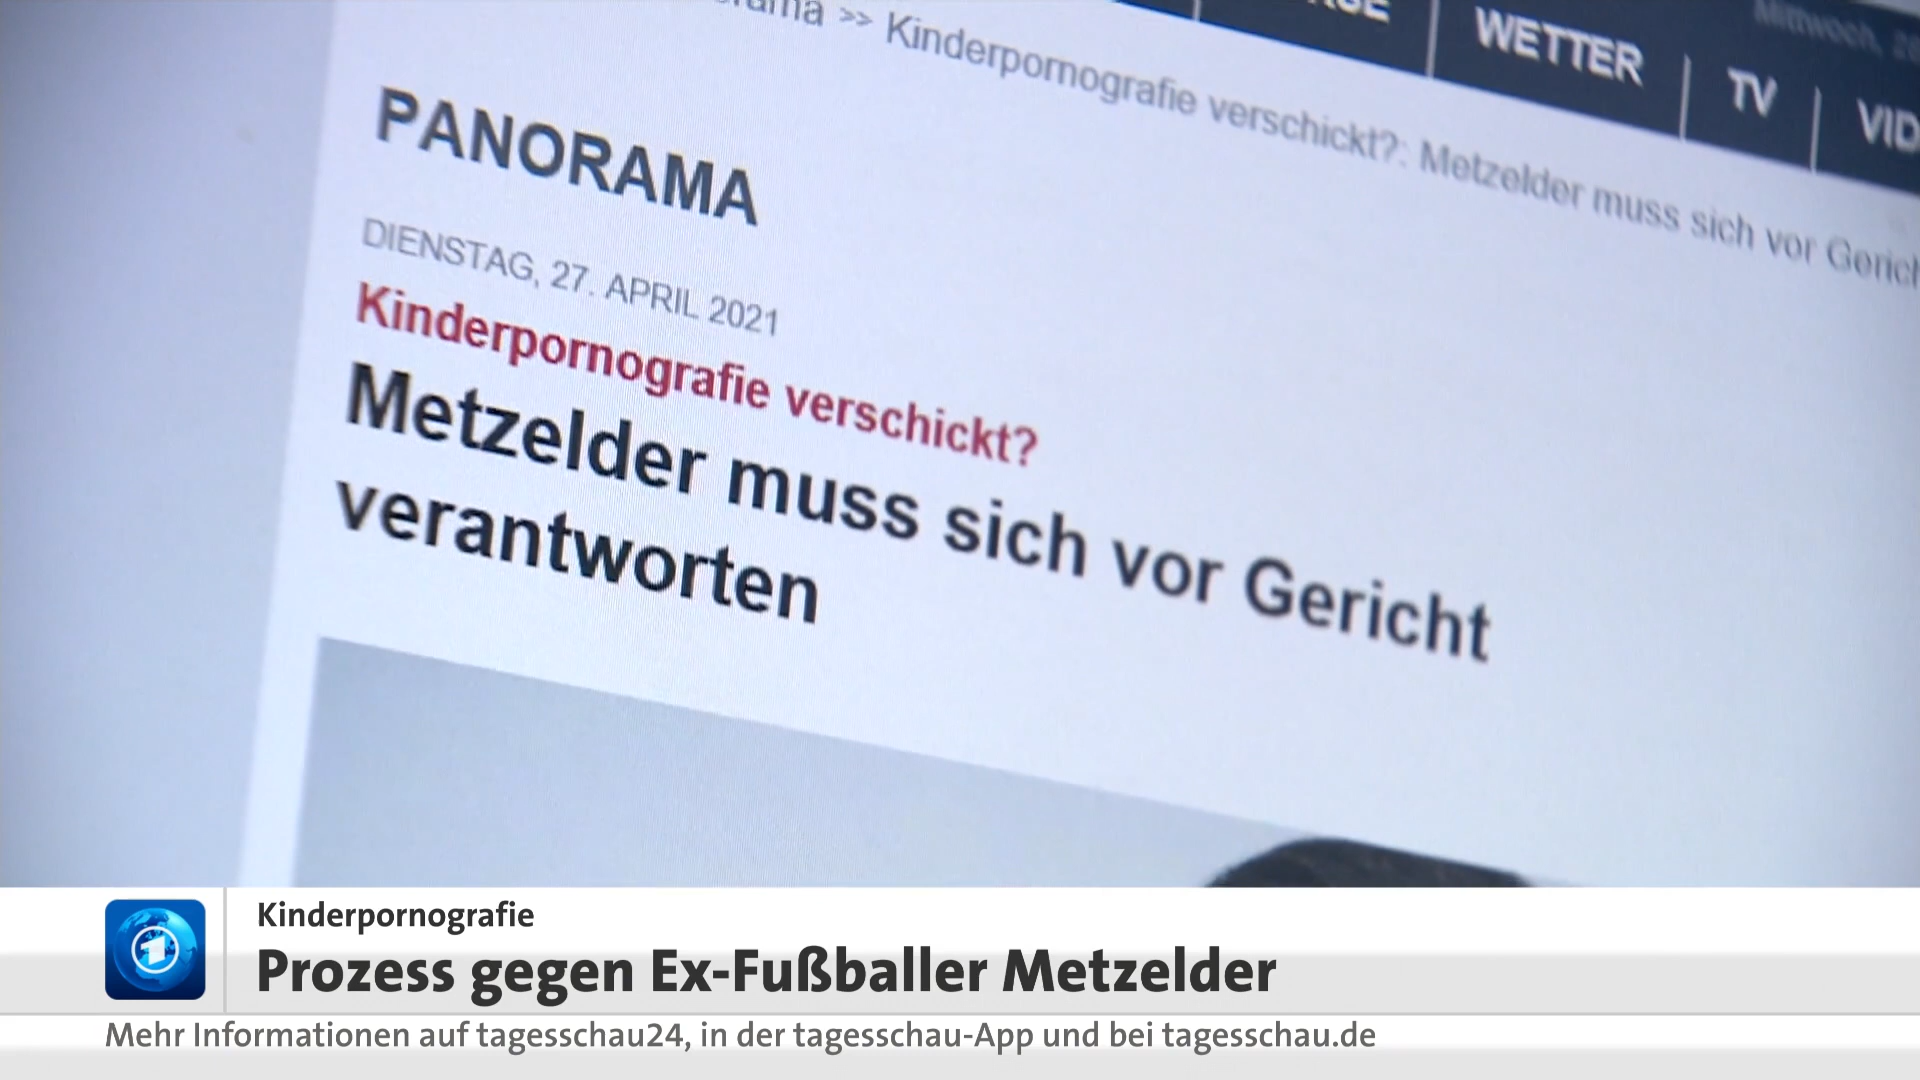 WETTER
TV
Kinderpornografie verschickt?: Metzelder muss sich vor
PANORAMA
DIENSTAG, 27. APRIL 2021
Kinderpornografie verschickt?
Metzelder muss sich vor Gericht
verantworten
1
Kinderpornografie
Prozess gegen Ex-Fußballer Metzelder
Mehr Informationen auf tagesschau24, in der tagesschau-App und bei tagesschau.de